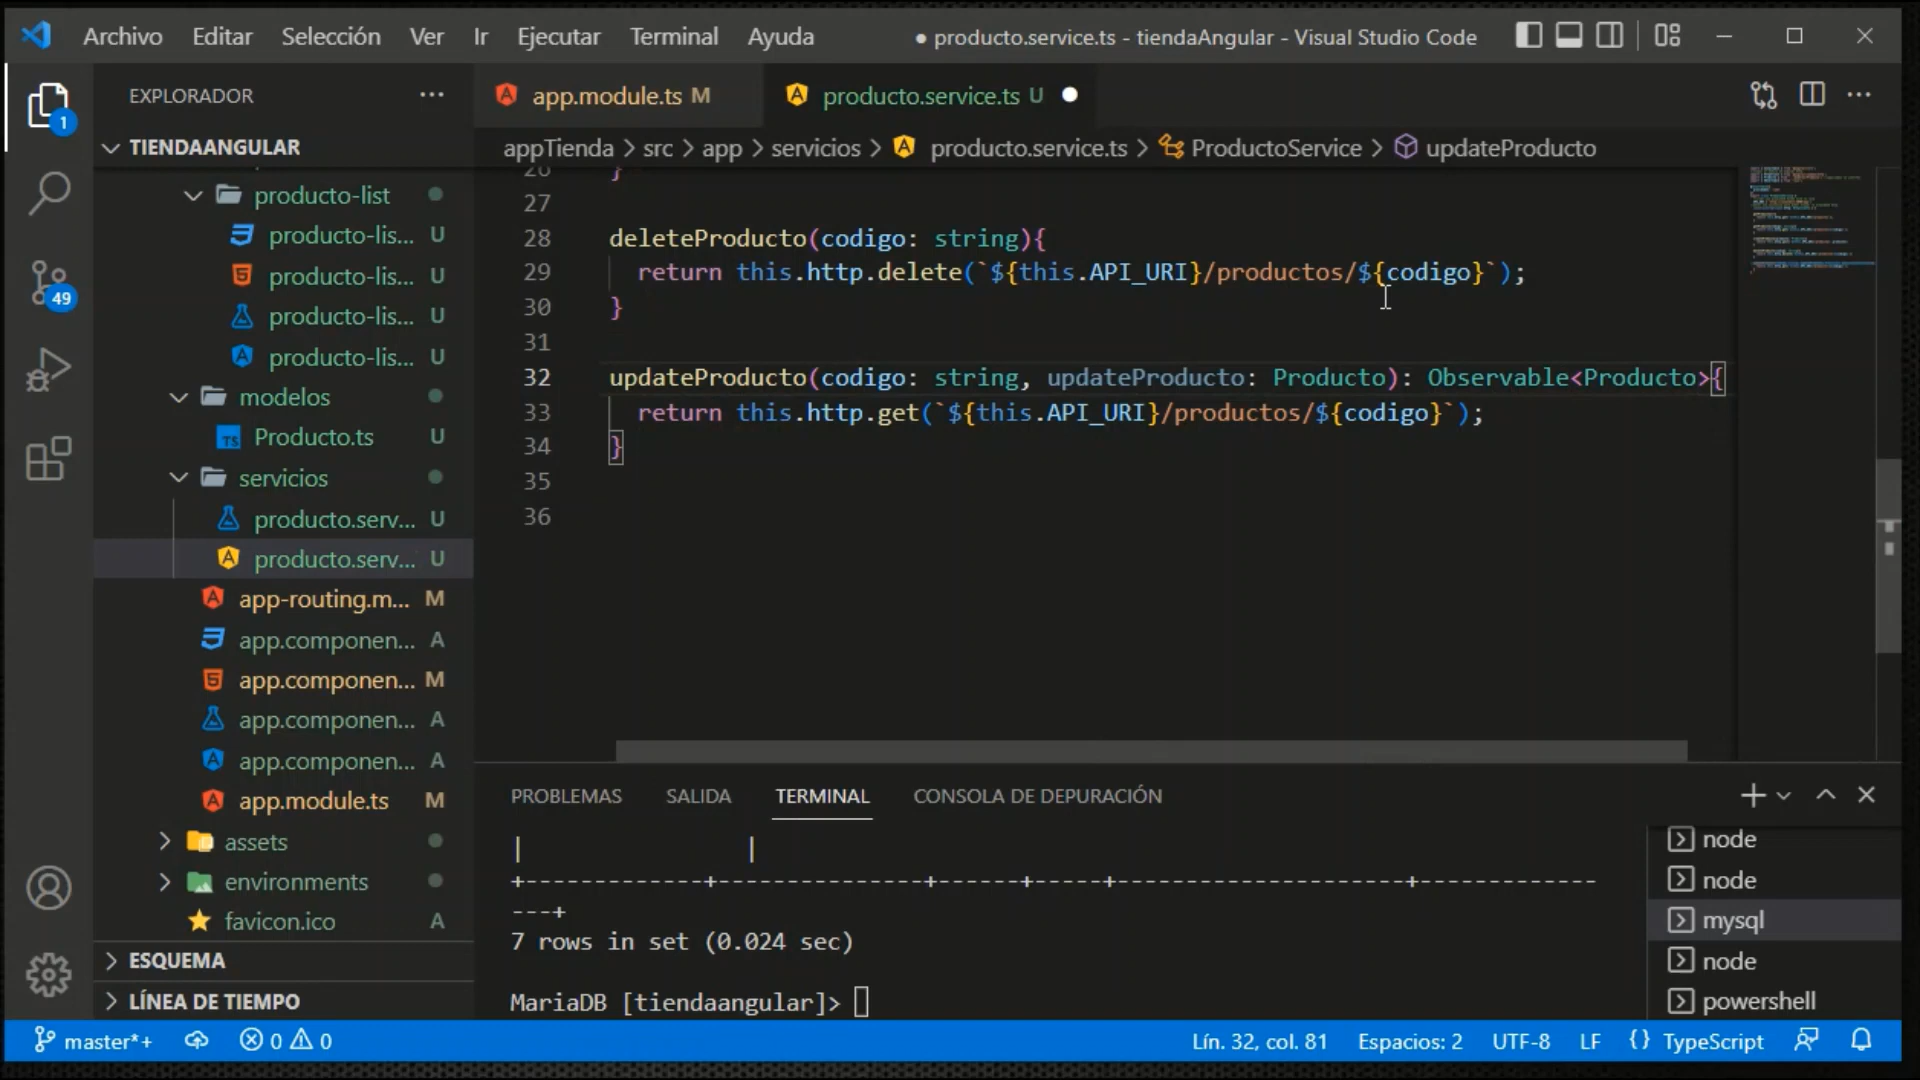 Archivo Editar Selección Ver Ir Ejecutar Terminal Ayuda
● producto.service.ts - tiendaAngular - Visual Studio Code
EXPLORADOR
app.module.ts M
producto.service.ts U
1
TIENDAANGULAR
appTienda > src > app > servicios > producto.service.ts > ProductoService > updateProducto
producto-list
producto-lis... U
producto-lis... U
producto-lis... U
producto-lis... U
modelos
Producto.ts U
servicios
producto.serv... U
producto.serv... U
app-routing.m... M
app.componen... A
app.componen... M
app.componen... A
app.componen... A
app.module.ts M
assets
environments
favicon.ico A
ESQUEMA
LÍNEA DE TIEMPO
49
26 }
27
28 deleteProducto(codigo: string){
29 return this.http.delete(`${this.API_URI}/productos/${codigo}`);
30 }
31
32 updateProducto(codigo: string, updateProducto: Producto): Observable<Producto>{
33 return this.http.get(`${this.API_URI}/productos/${codigo}`);
34 }
35
36
PROBLEMAS SALIDA TERMINAL CONSOLA DE DEPURACIÓN
| |
+-------------+---------------+------+-----+--------------------+-------------
---+
7 rows in set (0.024 sec)
MariaDB [tiendaangular]>
node
node
mysql
node
powershell
master*+ 0 0 Lín. 32, col. 81 Espacios: 2 UTF-8 LF {} TypeScript